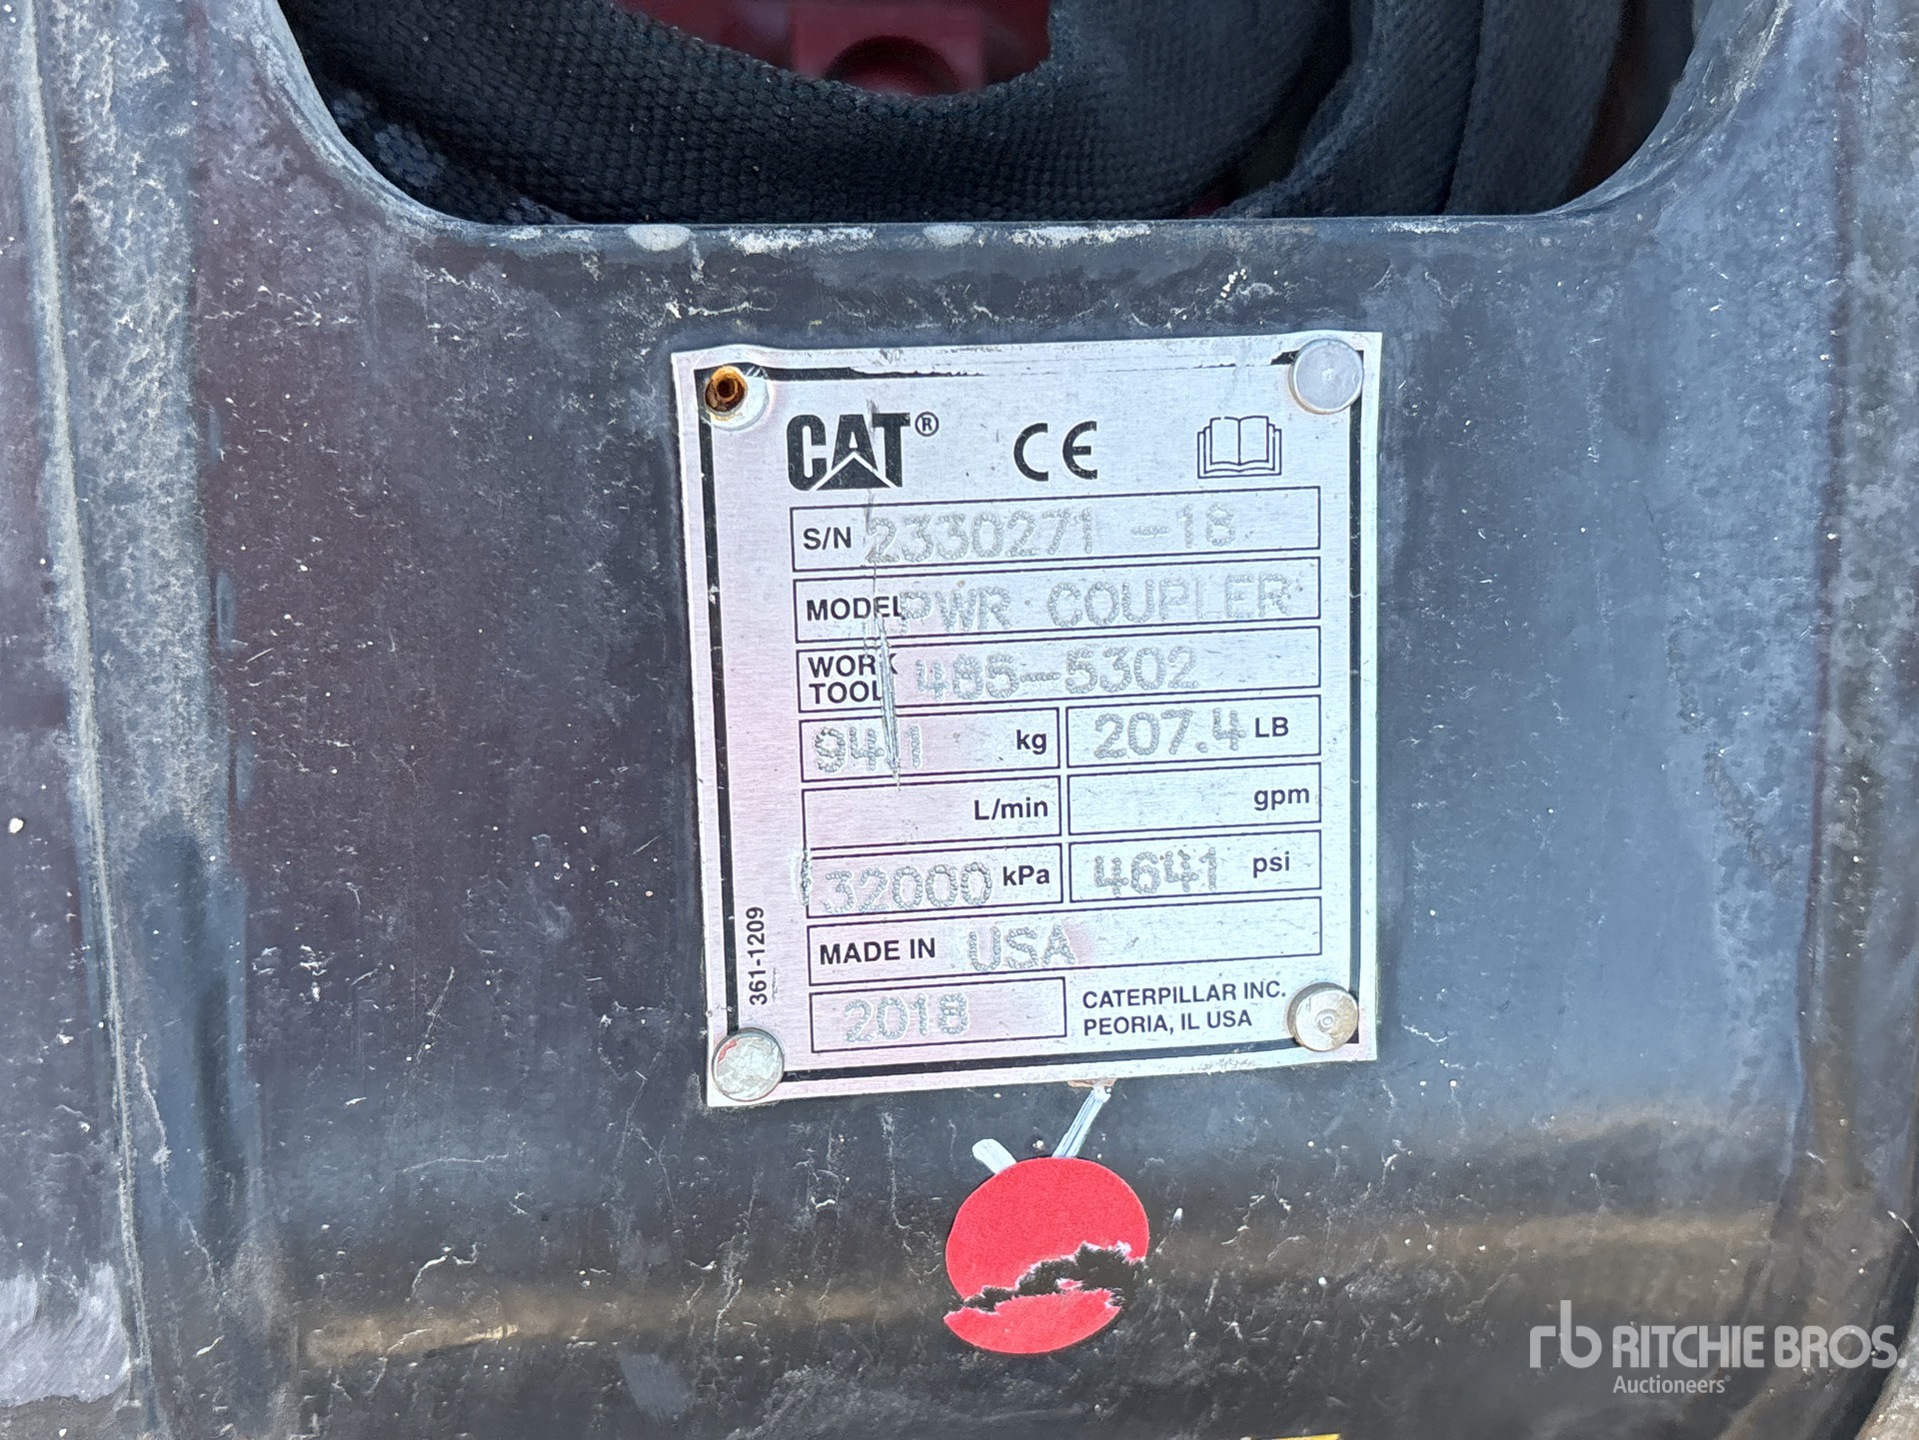 CAT® CE
S/N 2330271-18
MODEL PWR COUPLER
WORK TOOL 485-5302
94.1 kg 207.4 LB
L/min gpm
32000 kPa 4641 psi
MADE IN USA
2018 CATERPILLAR INC.
PEORIA, IL USA
361-1209
rb RITCHIE BROS.
Auctioneers